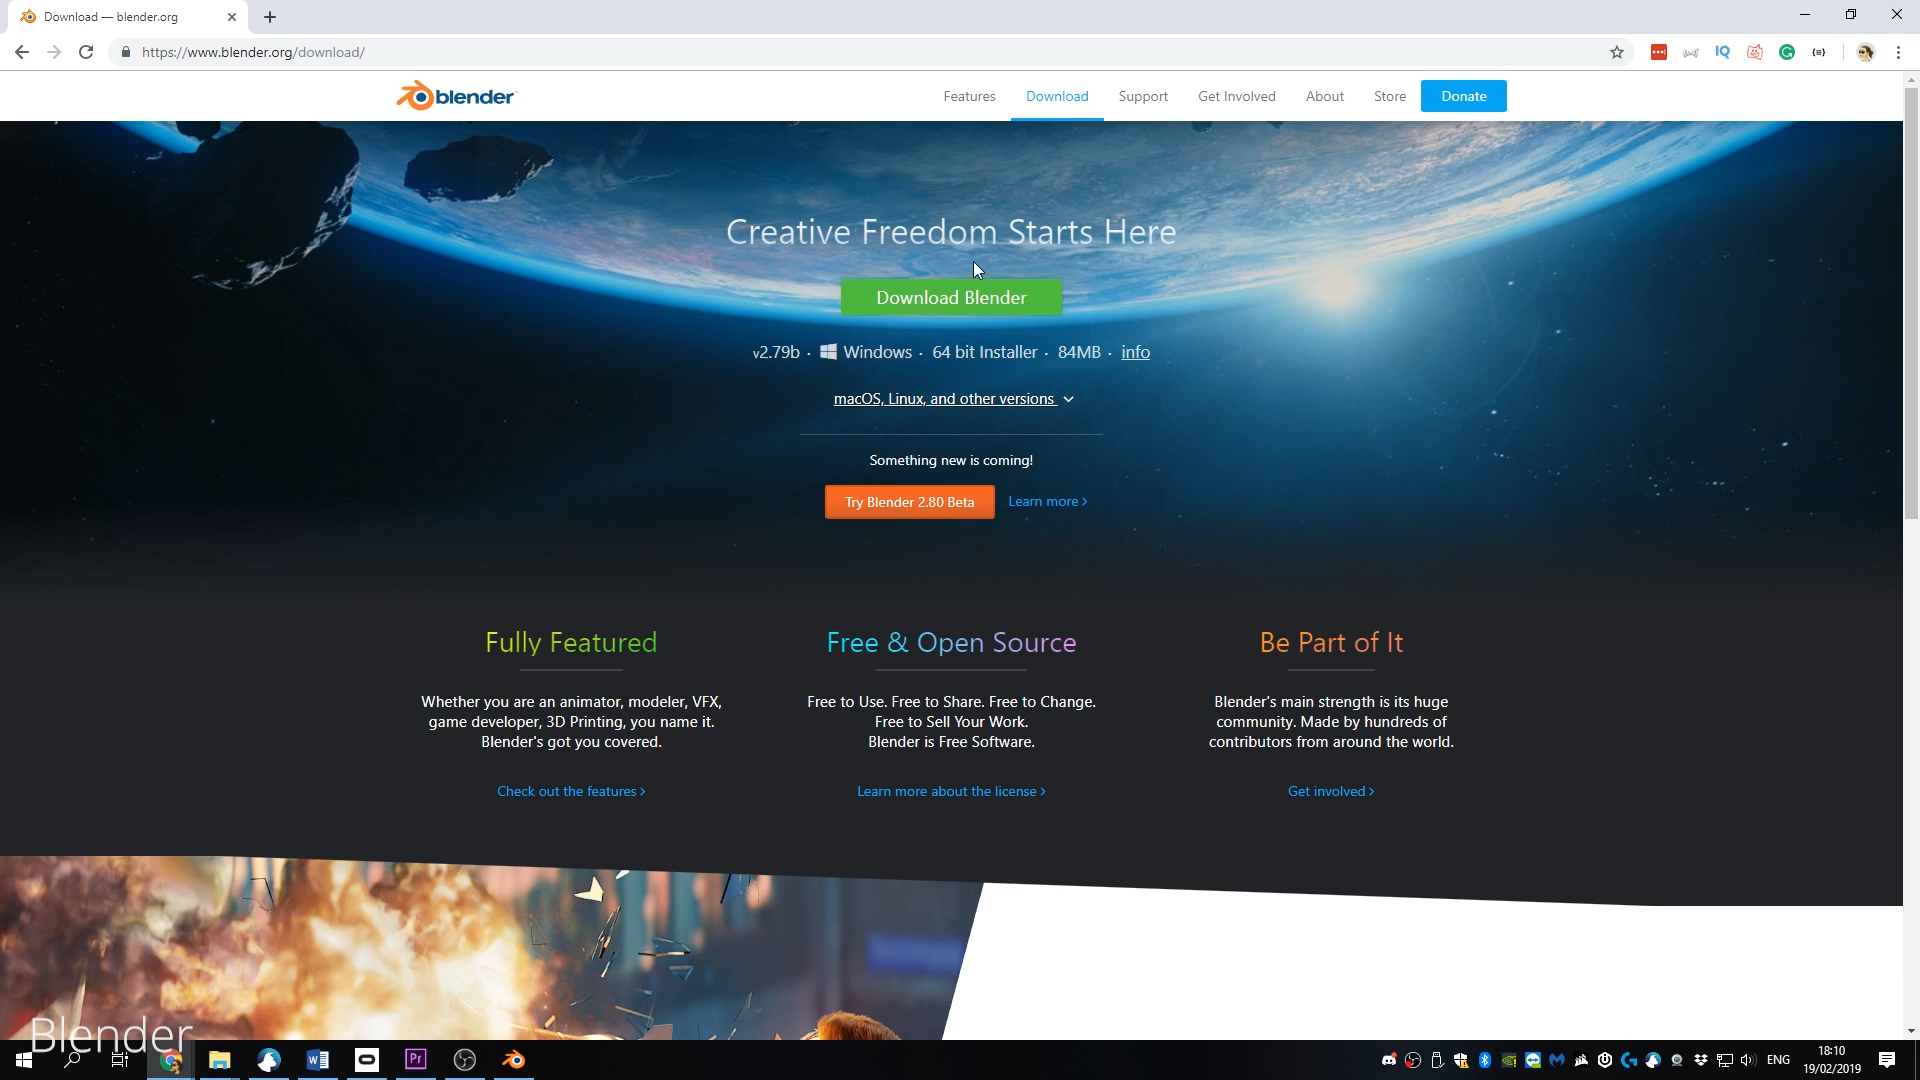 Download — blender.org
https://www.blender.org/download/
blender
Features
Download
Support
Get Involved
About
Store
Donate
Creative Freedom Starts Here
Download Blender
v2.79b · Windows · 64 bit Installer · 84MB · info
macOS, Linux, and other versions
Something new is coming!
Try Blender 2.80 Beta
Learn more ›
Fully Featured
Whether you are an animator, modeler, VFX,
game developer, 3D Printing, you name it.
Blender's got you covered.
Check out the features ›
Free & Open Source
Free to Use. Free to Share. Free to Change.
Free to Sell Your Work.
Blender is Free Software.
Learn more about the license ›
Be Part of It
Blender's main strength is its huge
community. Made by hundreds of
contributors from around the world.
Get involved ›
Blender
IQ
Pr
ENG
18:10
19/02/2019